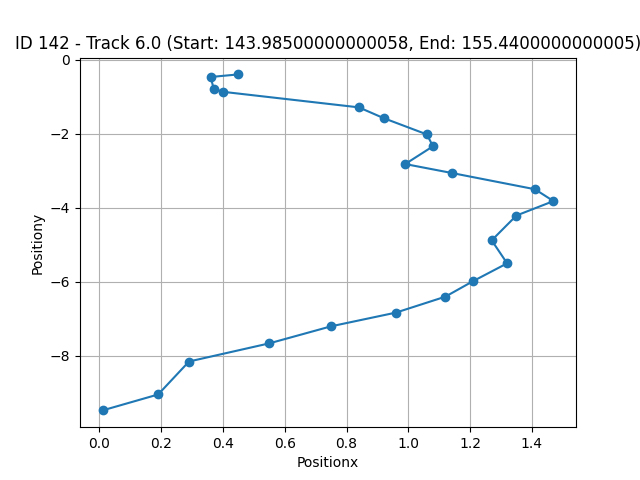 ID 142 - Track 6.0 (Start: 143.98500000000058, End: 155.4400000000005)
0
−2
−4
−6
−8
Positiony
0.0 0.2 0.4 0.6 0.8 1.0 1.2 1.4
Positionx